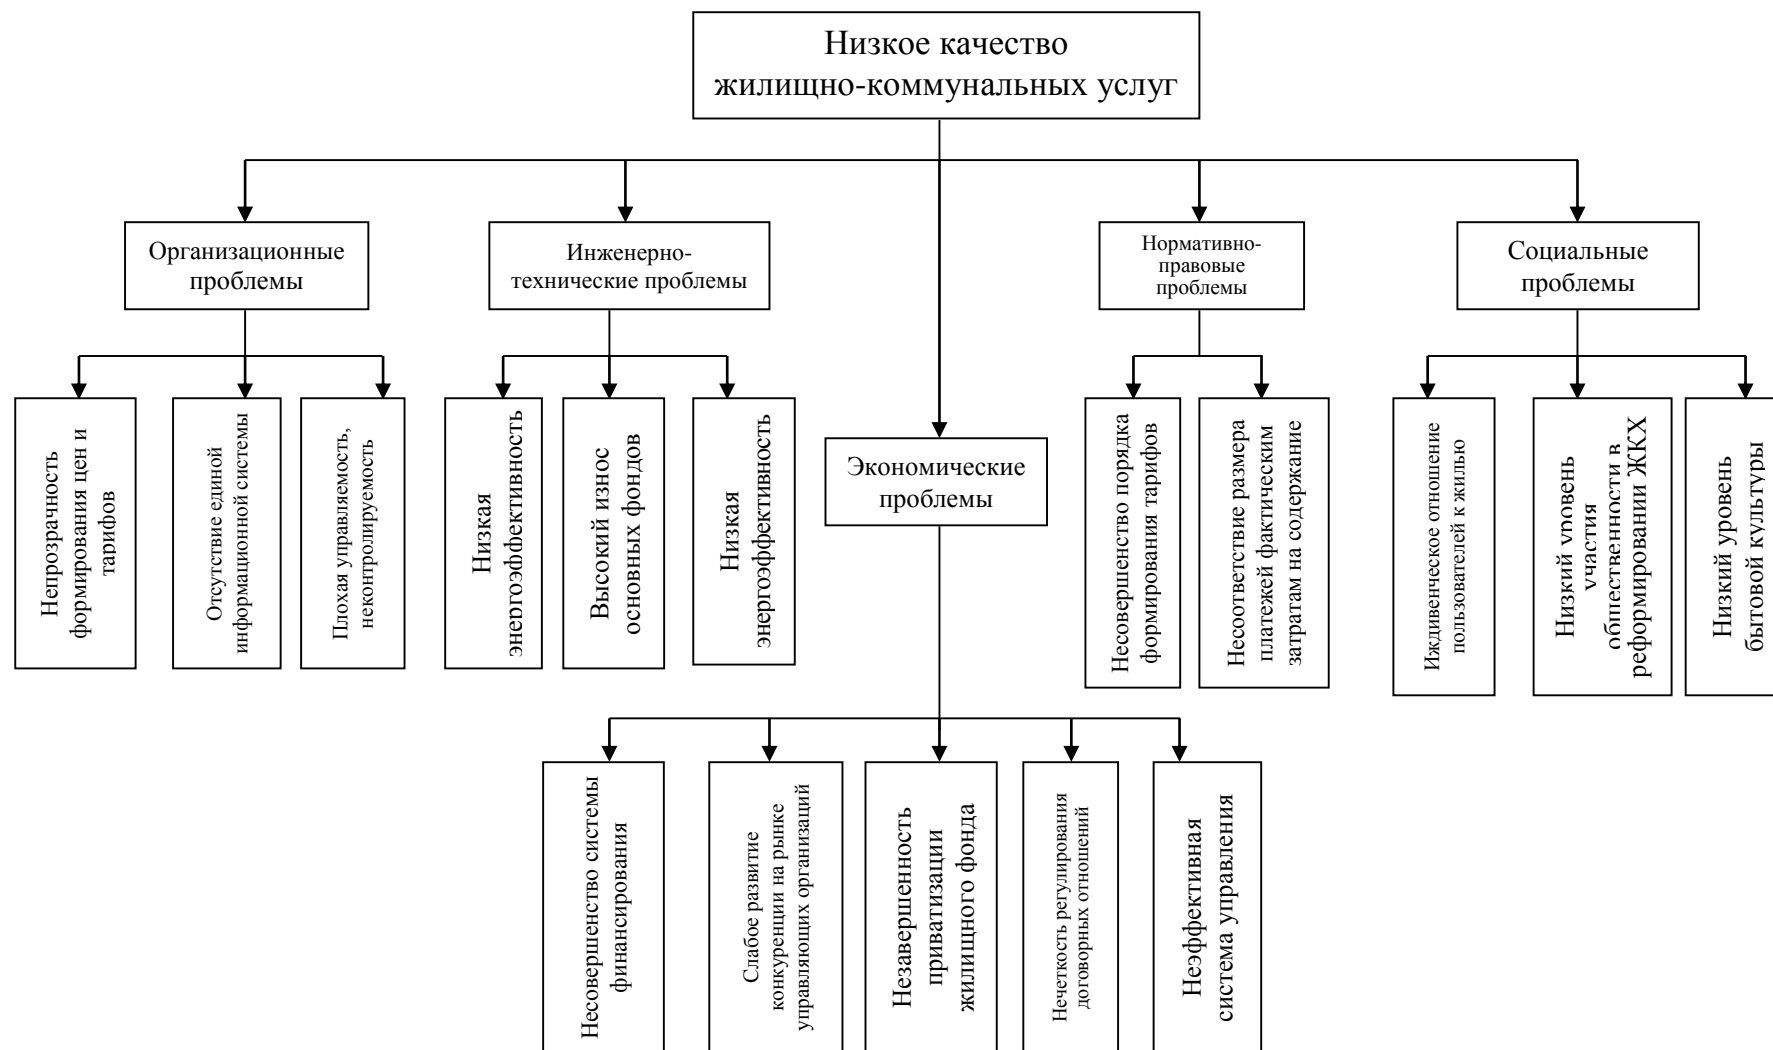 Низкое качество
жилищно-коммунальных услуг
Организационные
проблемы
Инженерно-
технические проблемы
Нормативно-
правовые
проблемы
Социальные
проблемы
Экономические
проблемы
Непрозрачность
формирования цен и
тарифов
Отсутствие единой
информационной системы
Плохая управляемость,
неконтролируемость
Низкая
энергоэффективность
Высокий износ
основных фондов
Низкая
энергоэффективность
Несовершенство порядка
формирования тарифов
Несоответствие размера
платежей фактическим
затратам на содержание
Иждивенческое отношение
пользователей к жилью
Низкий уровень
участия
общественности в
реформировании ЖКХ
Низкий уровень
бытовой культуры
Несовершенство системы
финансирования
Слабое развитие
конкуренции на рынке
управляющих организаций
Незавершенность
приватизации
жилищного фонда
Нечеткость регулирования
договорных отношений
Неэффективная
система управления